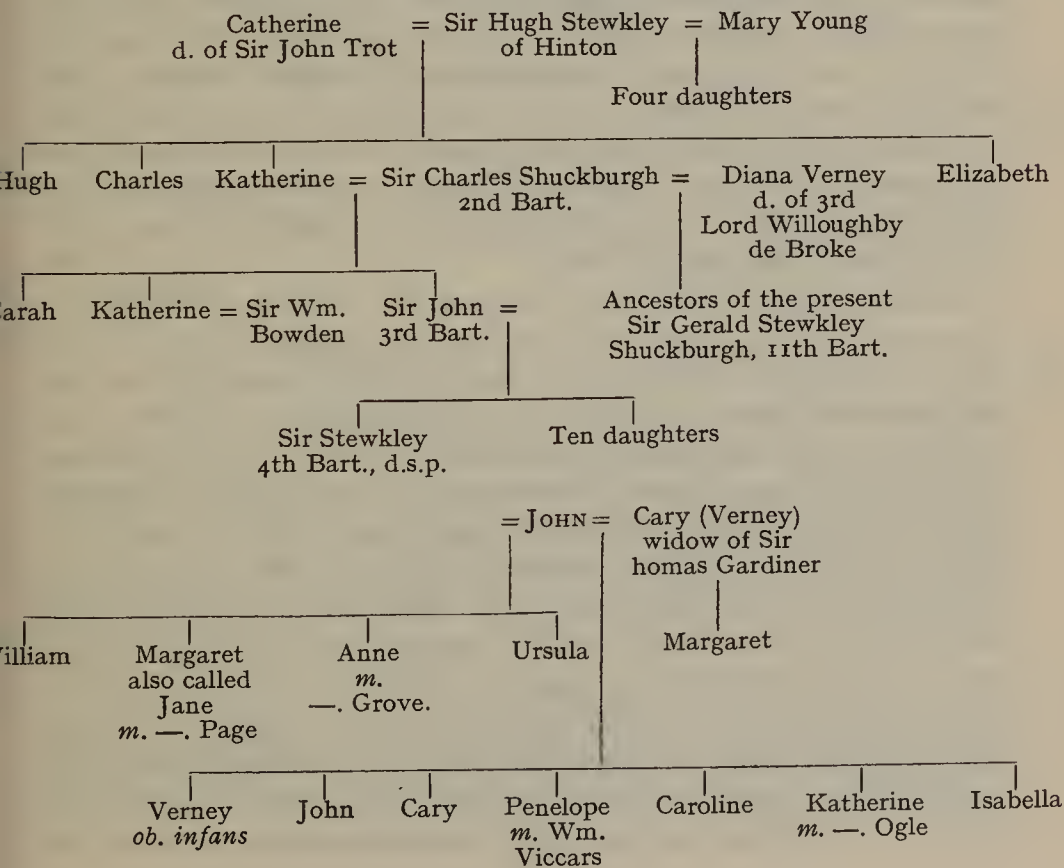 Catherine = Sir Hugh Stewkley = Mary Young
d. of Sir John Trot of Hinton
Four daughters
Hugh Charles Katherine = Sir Charles Shuckburgh = Diana Verney Elizabeth
2nd Bart. d. of 3rd
Lord Willoughby
de Broke
arah Katherine = Sir Wm. Sir John = Ancestors of the present
Bowden 3rd Bart. Sir Gerald Stewkley
Shuckburgh, 11th Bart.
Sir Stewkley Ten daughters
4th Bart., d.s.p.
= JOHN = Cary (Verney)
widow of Sir
homas Gardiner
illiam Margaret Anne Ursula Margaret
also called m.
Jane —. Grove.
m. —. Page
Verney John Cary Penelope Caroline Katherine Isabella
ob. infans m. Wm. m. —. Ogle
Viccars